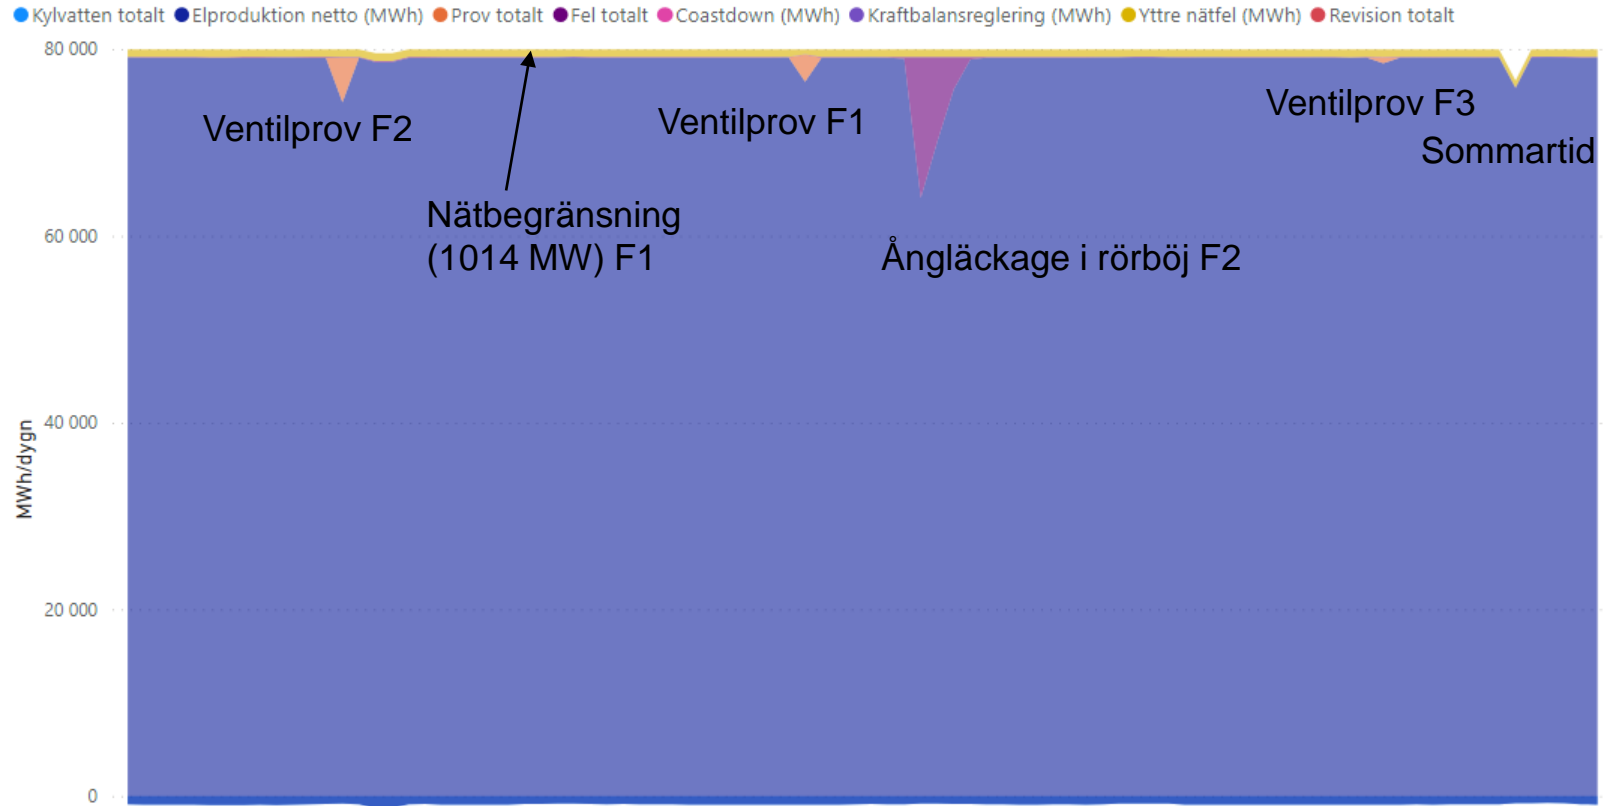 Kylvatten totalt Elproduktion netto (MWh) Prov totalt Fel totalt Coastdown (MWh) Kraftbalansreglering (MWh) Yttre nätfel (MWh) Revision totalt
80 000
Ventilprov F2
Ventilprov F1
Ventilprov F3
Sommartid
Nätbegränsning
(1014 MW) F1
Ångläckage i rörböj F2
60 000
40 000
20 000
0
MWh/dygn